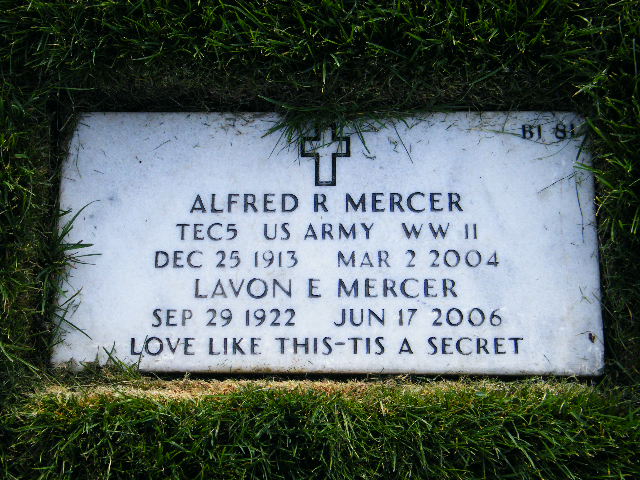 B1 81
ALFRED R MERCER
TEC5 US ARMY WW II
DEC 25 1913 MAR 2 2004
LAVON E MERCER
SEP 29 1922 JUN 17 2006
LOVE LIKE THIS-TIS A SECRET